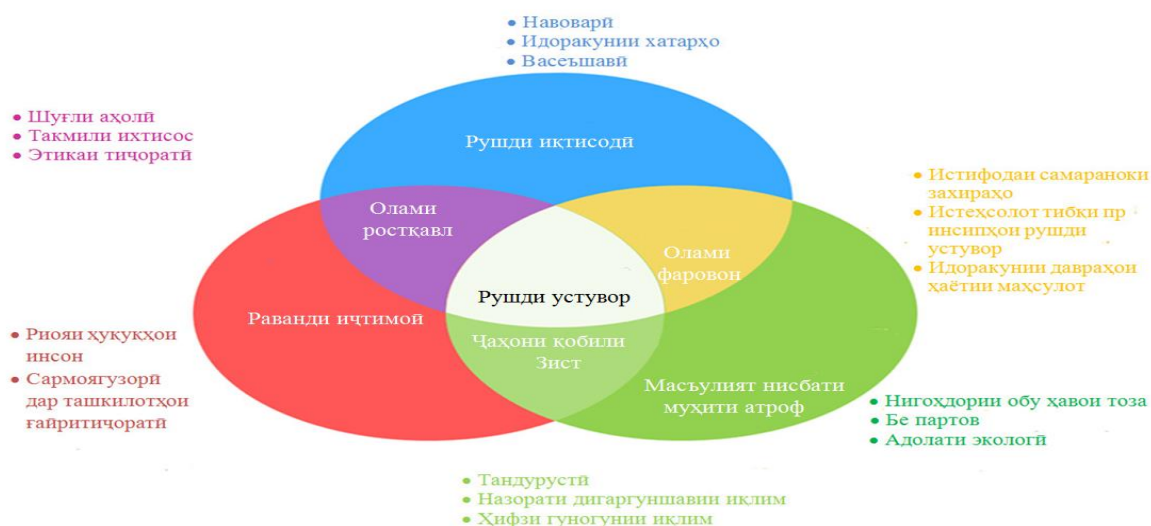 • Навоварӣ
• Идоракунии хатарҳо
• Васеъшавӣ
• Шуғли аҳолӣ
• Такмили ихтисос
• Этикаи тиҷоратӣ
Рушди иқтисодӣ
• Истифодаи самараноки
захираҳо
• Истеҳсолот тибқи пр
инсипҳои рушди
устувор
• Идоракунии давраҳои
ҳаётии маҳсулот
Олами
ростқавл
Олами
фаровон
Рушди устувор
Раванди иҷтимоӣ
Ҷаҳони қобили
Зист
• Риояи ҳуқуқҳои
инсон
• Сармоягузорӣ
дар ташкилотҳои
ғайритиҷоратӣ
Масъулият нисбати
муҳити атроф
• Нигоҳдории обу ҳавои тоза
• Бе партов
• Адолати экологӣ
• Тандурустӣ
• Назорати дигаргуншавии иқлим
• Ҳифзи гуногунии иқлим